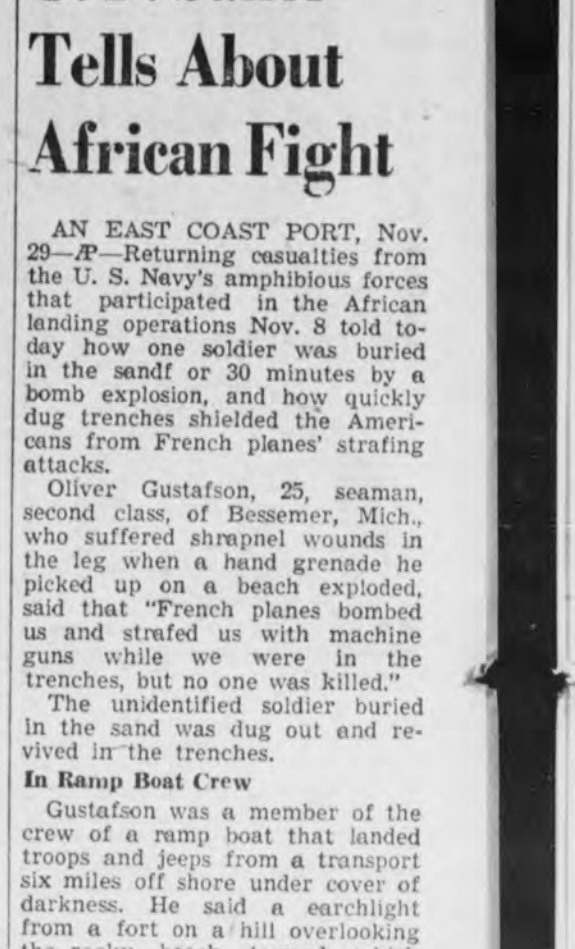 Tells About
African Fight
AN EAST COAST PORT, Nov.
29—AP—Returning casualties from
the U. S. Navy's amphibious forces
that participated in the African
landing operations Nov. 8 told to-
day how one soldier was buried
in the sandf or 30 minutes by a
bomb explosion, and how quickly
dug trenches shielded the Ameri-
cans from French planes' strafing
attacks.
Oliver Gustafson, 25, seaman,
second class, of Bessemer, Mich.,
who suffered shrapnel wounds in
the leg when a hand grenade he
picked up on a beach exploded,
said that "French planes bombed
us and strafed us with machine
guns while we were in the
trenches, but no one was killed."
The unidentified soldier buried
in the sand was dug out and re-
vived in the trenches.
In Ramp Boat Crew
Gustafson was a member of the
crew of a ramp boat that landed
troops and jeeps from a transport
six miles off shore under cover of
darkness. He said a earchlight
from a fort on a hill overlooking